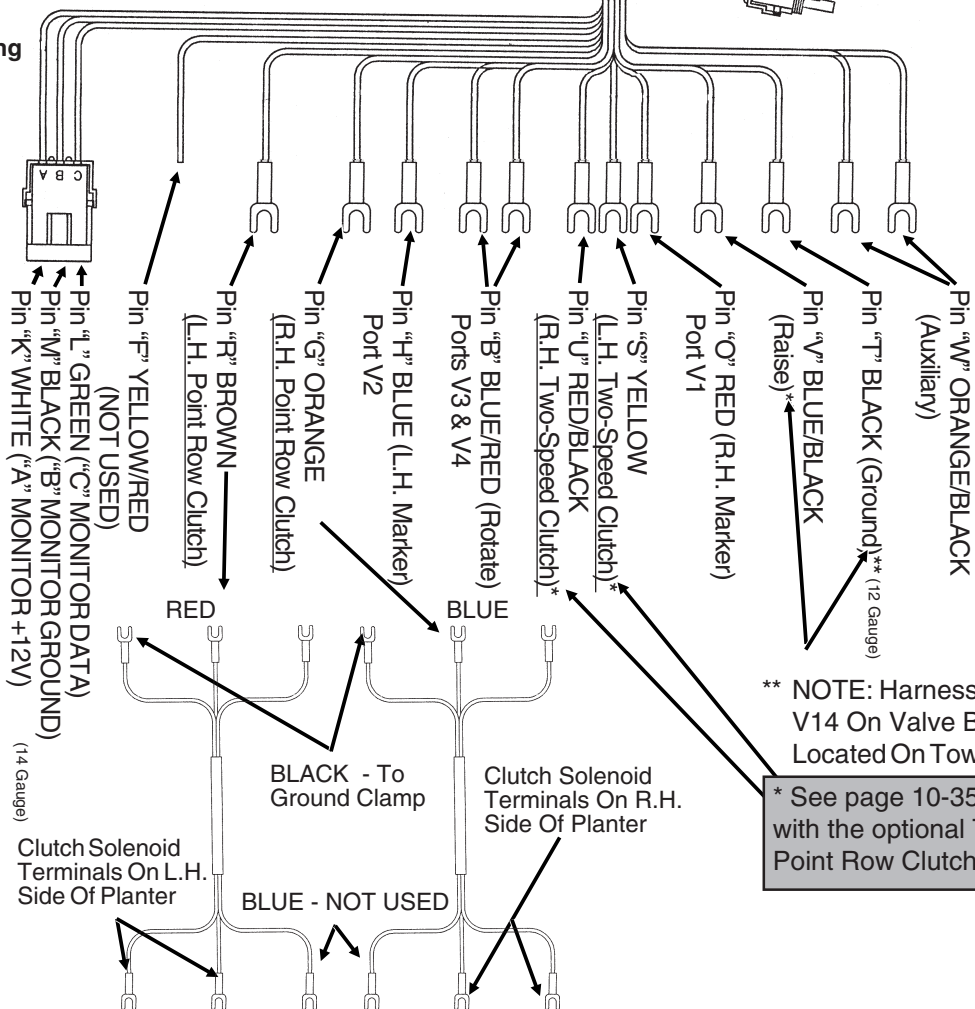 ng
A B C
Pin “K” WHITE (“A” MONITOR +12V)
(14 Gauge)
Pin “M” BLACK (“B” MONITOR GROUND)
Pin “L” GREEN (“C” MONITOR DATA)
Pin “F” YELLOW/RED
(NOT USED)
Pin “R” BROWN
(L.H. Point Row Clutch)
Pin “G” ORANGE
(R.H. Point Row Clutch)
Pin “H” BLUE (L.H. Marker)
Port V2
Pin “B” BLUE/RED (Rotate)
Ports V3 & V4
Pin “U” RED/BLACK
(R.H. Two-Speed Clutch)*
Pin “S” YELLOW
(L.H. Two-Speed Clutch)*
Pin “O” RED (R.H. Marker)
Port V1
Pin “V” BLUE/BLACK
(Raise)*
Pin “T” BLACK (Ground)** (12 Gauge)
Pin “W” ORANGE/BLACK
(Auxiliary)
RED
BLUE
** NOTE: Harness
V14 On Valve B
Located On Tow
* See page 10-35
with the optional
Point Row Clutch
BLACK - To
Ground Clamp
Clutch Solenoid
Terminals On R.H.
Side Of Planter
Clutch Solenoid
Terminals On L.H.
Side Of Planter
BLUE - NOT USED